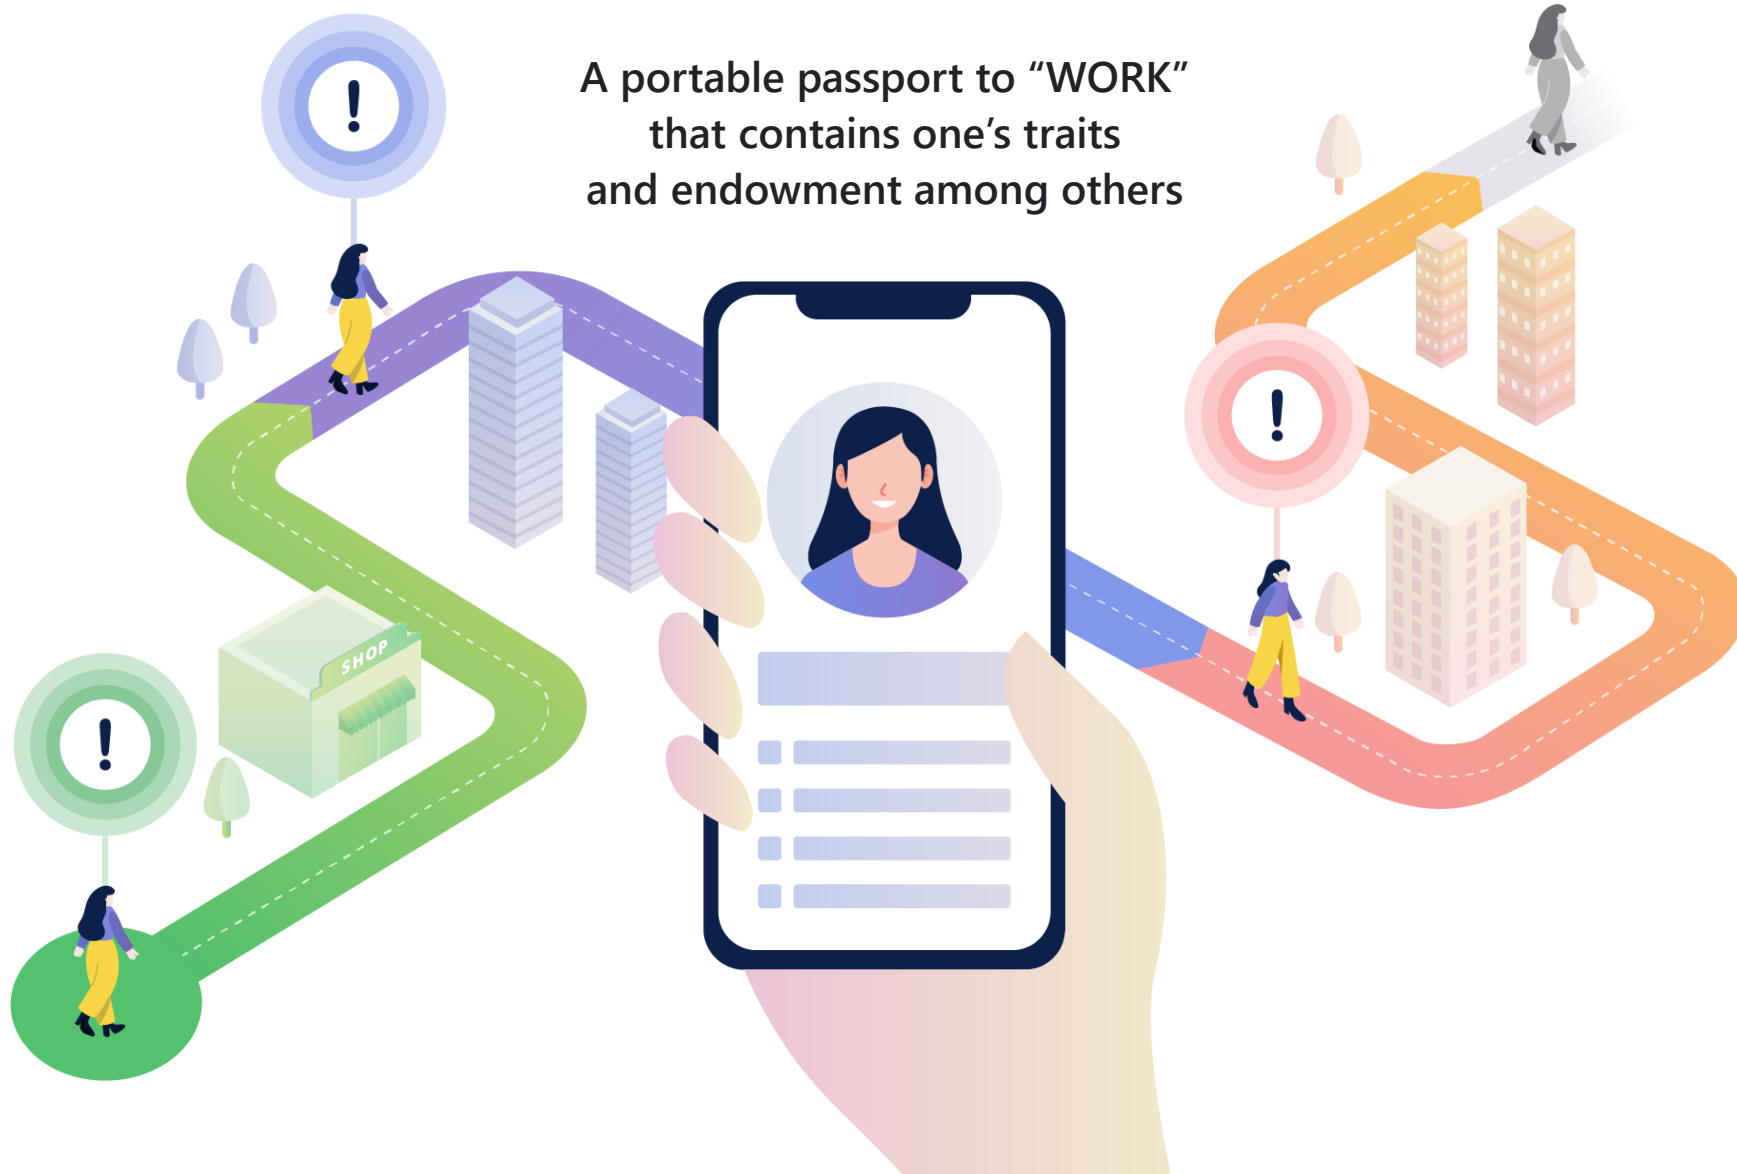 A portable passport to “WORK”
that contains one’s traits
and endowment among others
SHOP